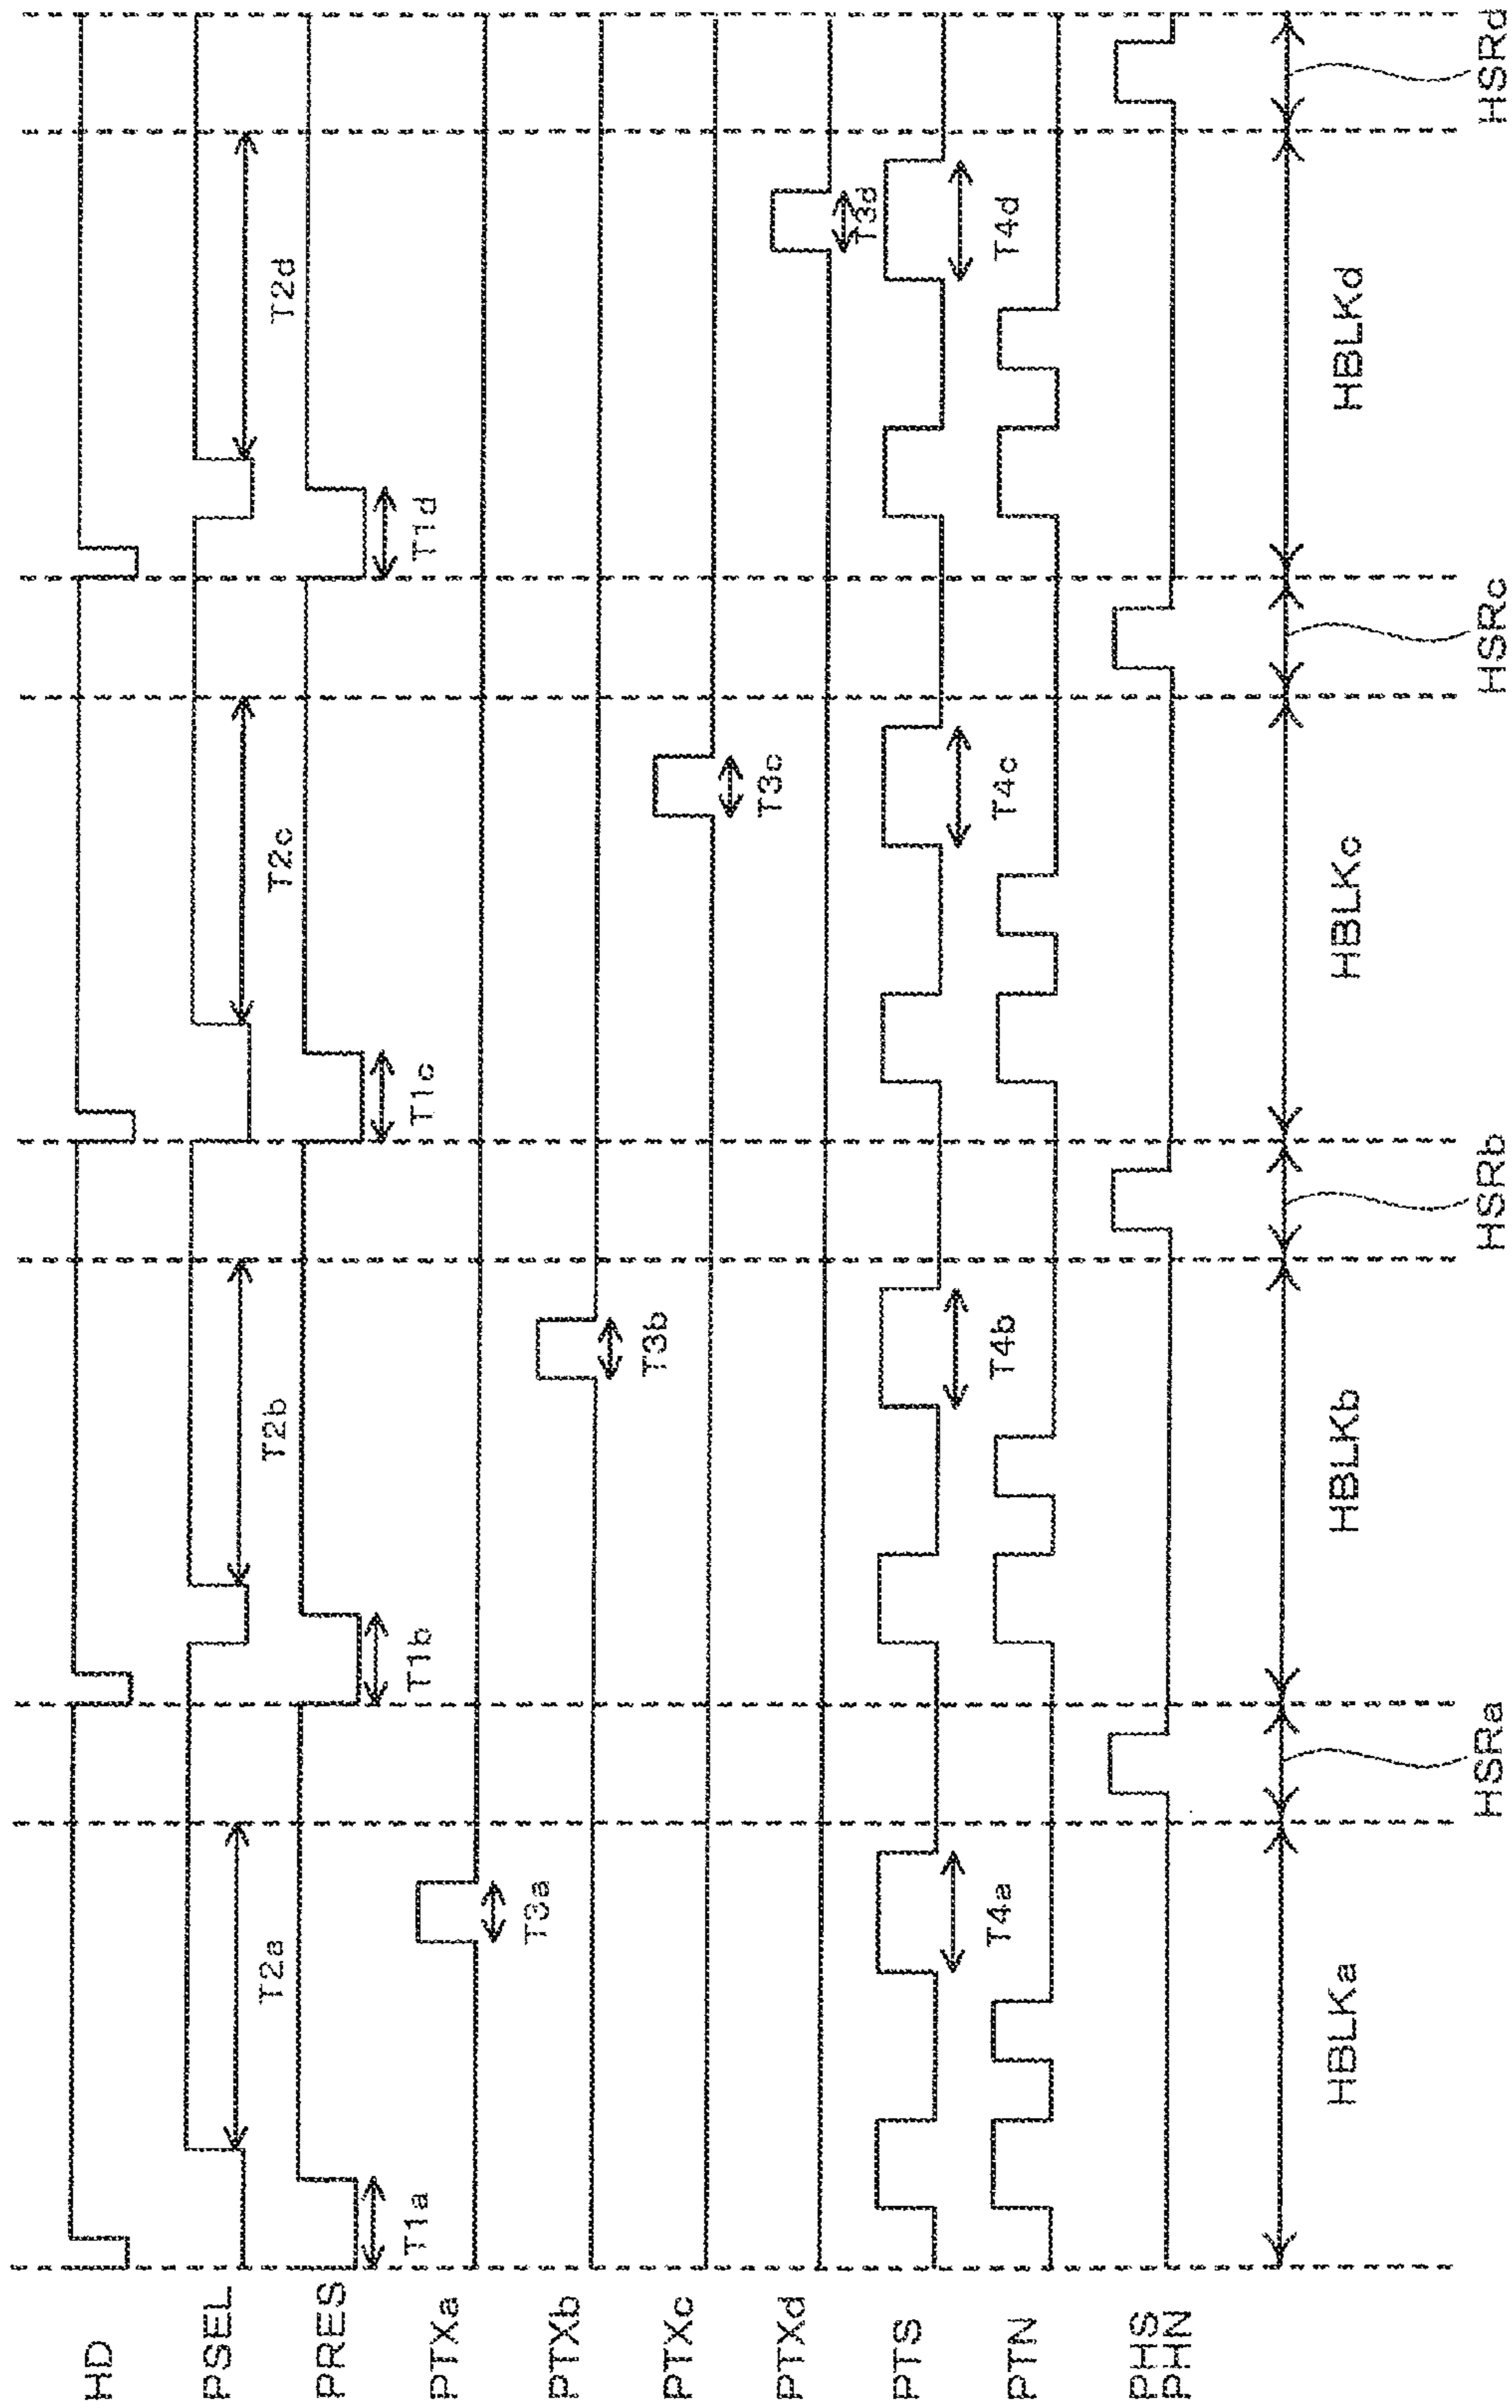 HD
PSEL
T2a
T2b
T2c
T2d
PRES
T1a
T1b
T1c
T1d
PTXa
T3a
PTXb
T3b
PTXc
T3c
PTXd
T3d
PTS
T4a
T4b
T4c
T4d
PTN
PHS
PHN
HBLKa
HBLKb
HBLKc
HBLKd
HSRa
HSRb
HSRc
HSRd